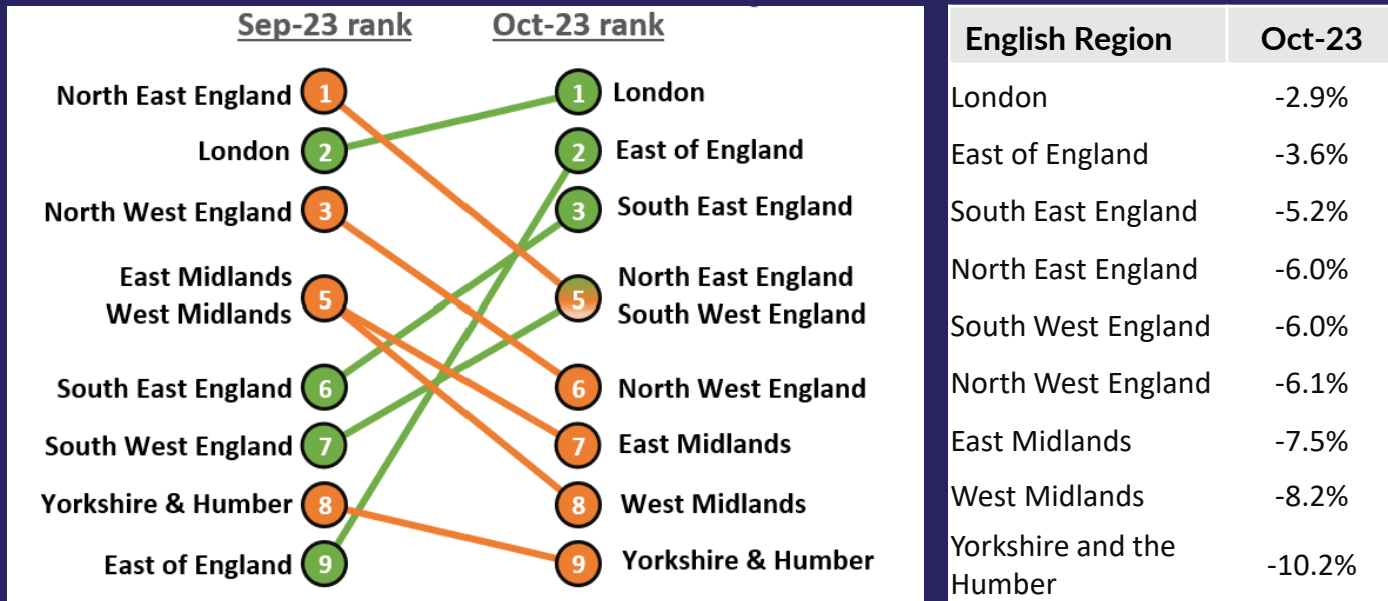 Sep-23 rank
Oct-23 rank
North East England 1
1 London
London 2
2 East of England
North West England 3
3 South East England
East Midlands
West Midlands
5
North East England
South West England
5
South East England 6
6 North West England
South West England 7
7 East Midlands
Yorkshire & Humber 8
8 West Midlands
East of England 9
9 Yorkshire & Humber
English Region Oct-23
London -2.9%
East of England -3.6%
South East England -5.2%
North East England -6.0%
South West England -6.0%
North West England -6.1%
East Midlands -7.5%
West Midlands -8.2%
Yorkshire and the
Humber
-10.2%